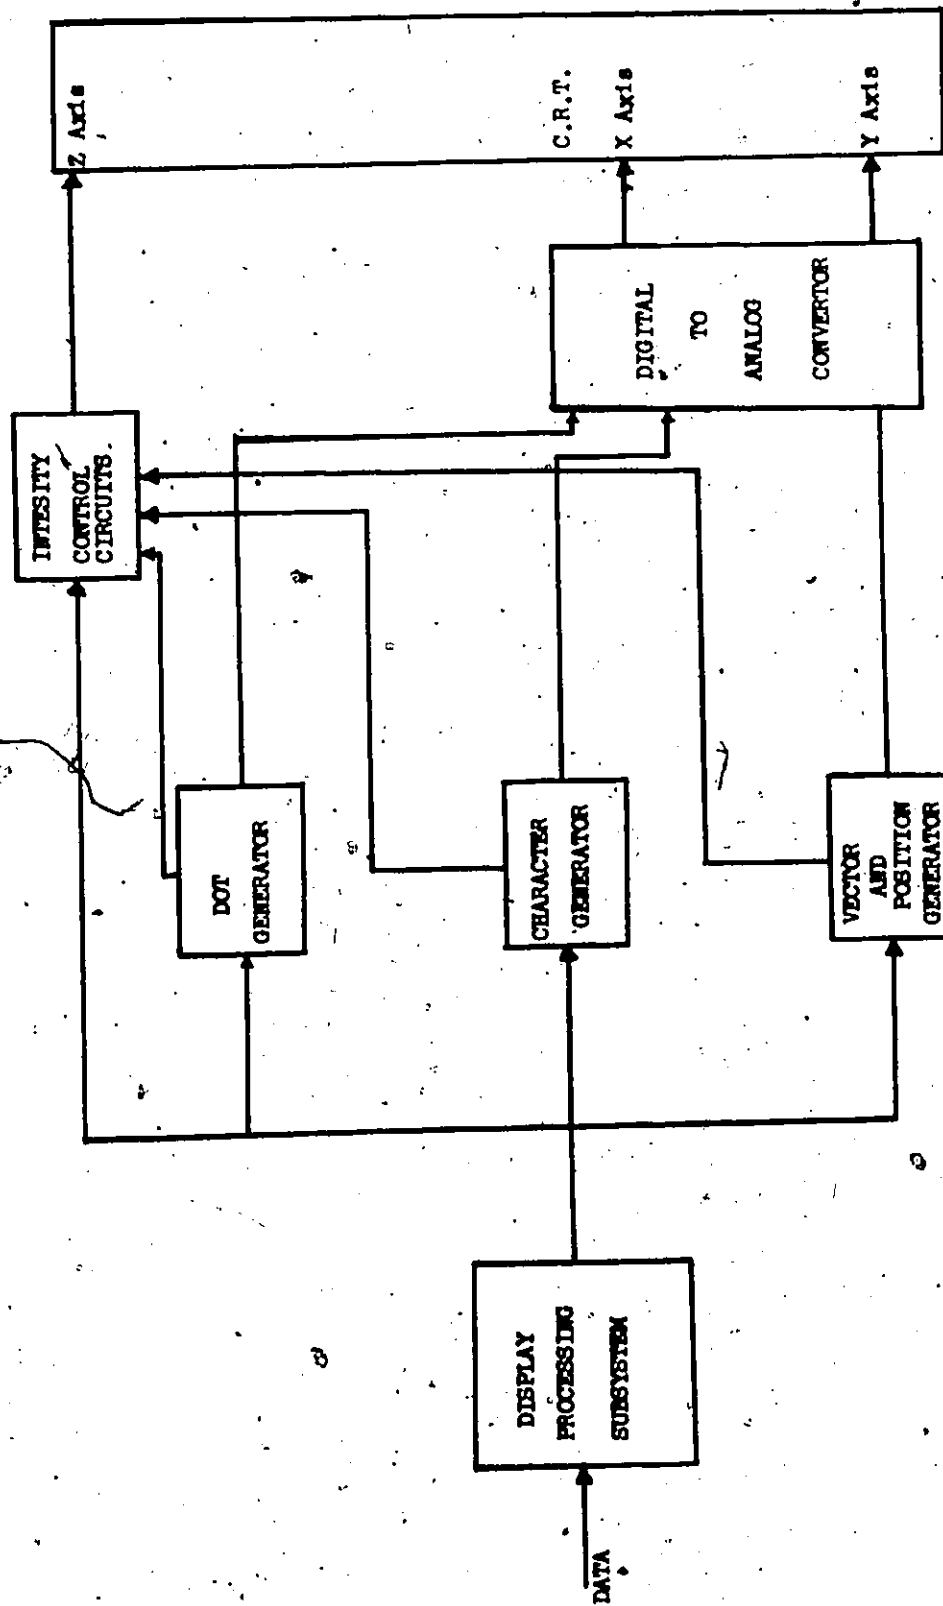 DATA
DISPLAY
PROCESSING
SUBSYSTEM
DOT
GENERATOR
CHARACTER
GENERATOR
VECTOR
AND
POSITION
GENERATOR
INTESITY
CONTROL
CIRCUITS.
DIGITAL
TO
ANALOG
CONVERTOR
Z Axis
C.R.T.
X Axis
Y Axis